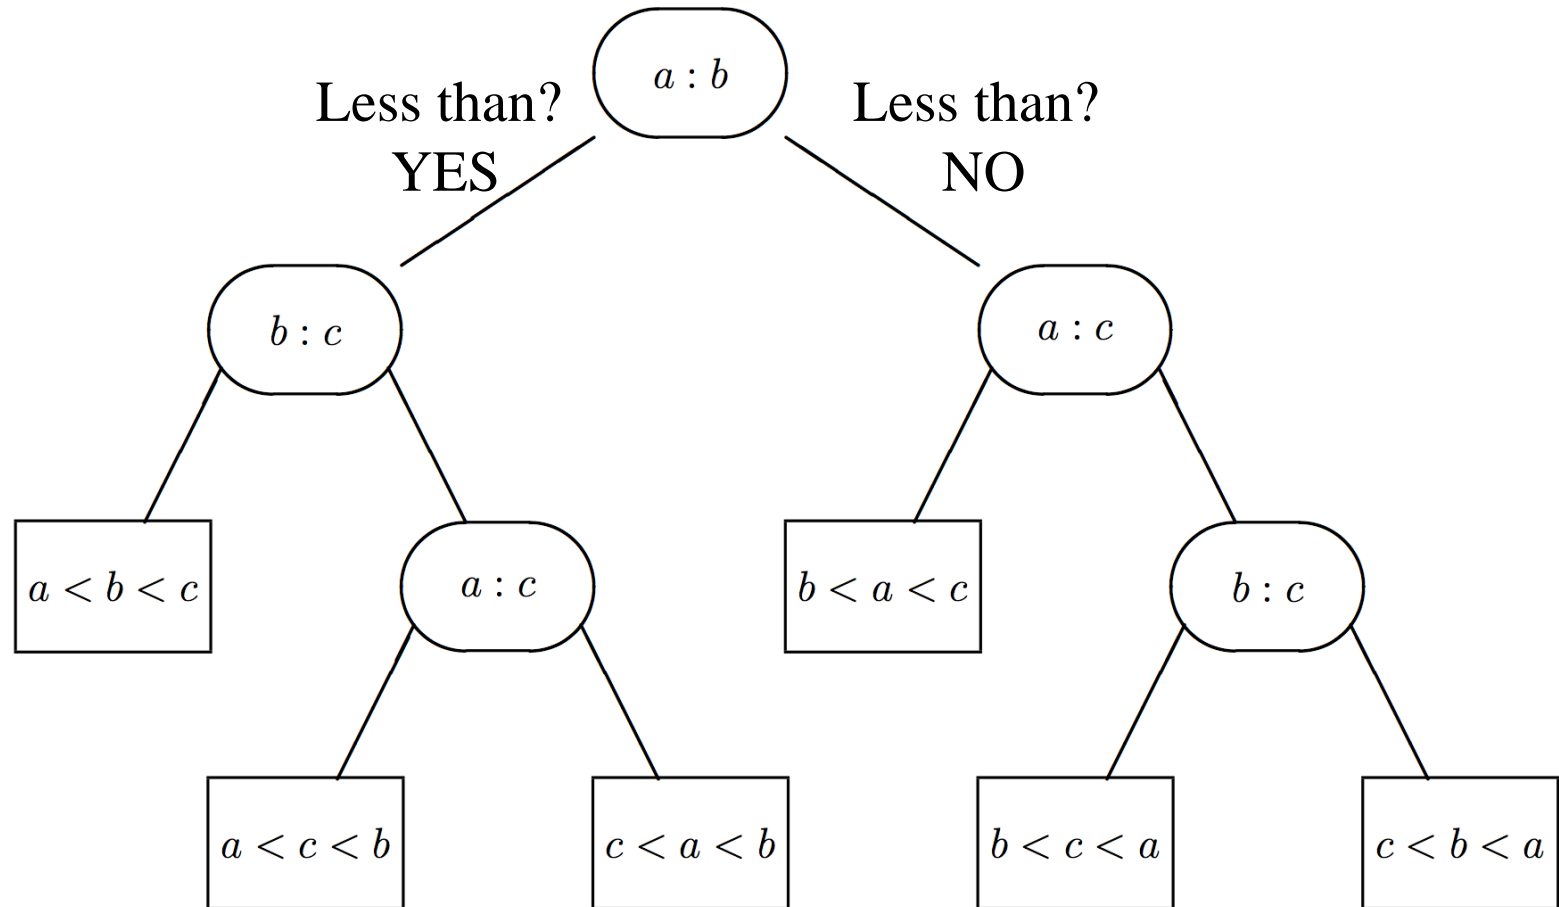 a : b
Less than?
YES
Less than?
NO
b : c
a : c
a < b < c
a : c
b < a < c
b : c
a < c < b
c < a < b
b < c < a
c < b < a